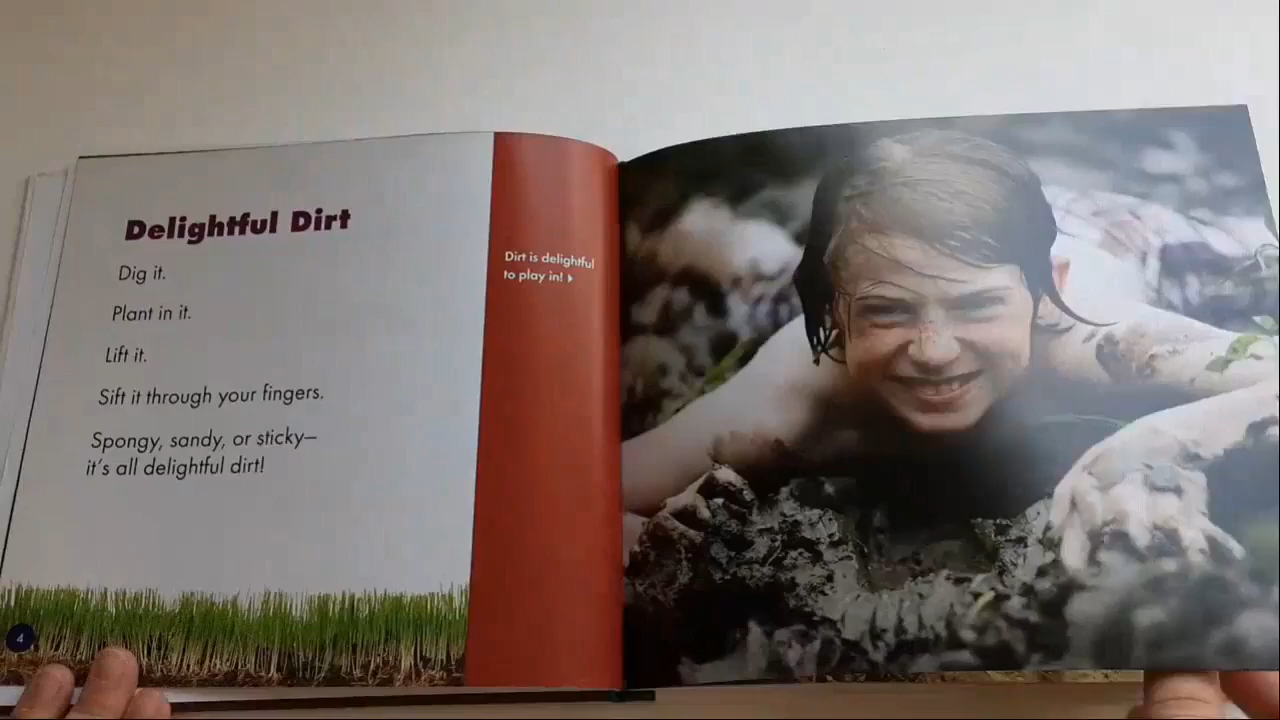 Delightful Dirt
Dig it.
Plant in it.
Lift it.
Sift it through your fingers.
Spongy, sandy, or sticky—
it's all delightful dirt!
4
Dirt is delightful
to play in!